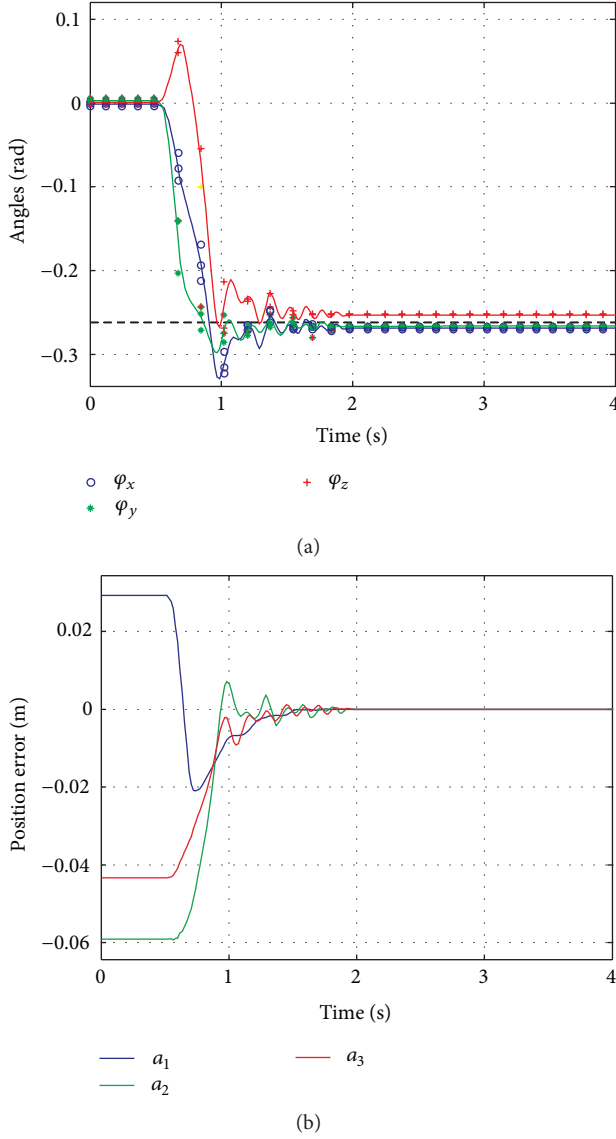 0.1
0
−0.1
−0.2
−0.3
Angles (rad)
0 1 2 3 4
Time (s)
φx φz
φy
(a)
0.02
0
−0.02
−0.04
−0.06
Position error (m)
0 1 2 3 4
Time (s)
a1 a3
a2
(b)